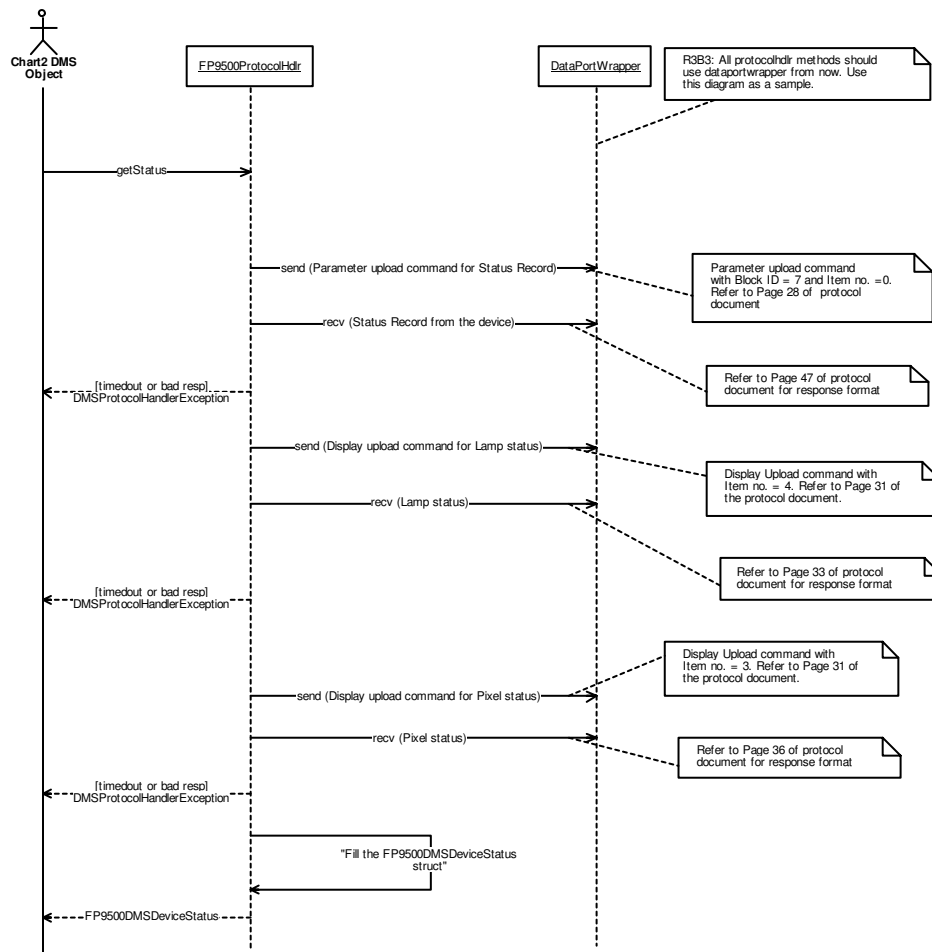 Chart2 DMS
Object
FP9500ProtocolHdlr
DataPortWrapper
R3B3: All protocolhdlr methods should
use dataportwrapper from now. Use
this diagram as a sample.
getStatus
send (Parameter upload command for Status Record)
Parameter upload command
with Block ID = 7 and Item no. =0.
Refer to Page 28 of protocol
document
recv (Status Record from the device)
Refer to Page 47 of protocol
document for response format
[timedout or bad resp]
DMSProtocolHandlerException
send (Display upload command for Lamp status)
Display Upload command with
Item no. = 4. Refer to Page 31 of
the protocol document.
recv (Lamp status)
Refer to Page 33 of protocol
document for response format
[timedout or bad resp]
DMSProtocolHandlerException
Display Upload command with
Item no. = 3. Refer to Page 31 of
the protocol document.
send (Display upload command for Pixel status)
recv (Pixel status)
Refer to Page 36 of protocol
document for response format
[timedout or bad resp]
DMSProtocolHandlerException
"Fill the FP9500DMSDeviceStatus
struct"
FP9500DMSDeviceStatus